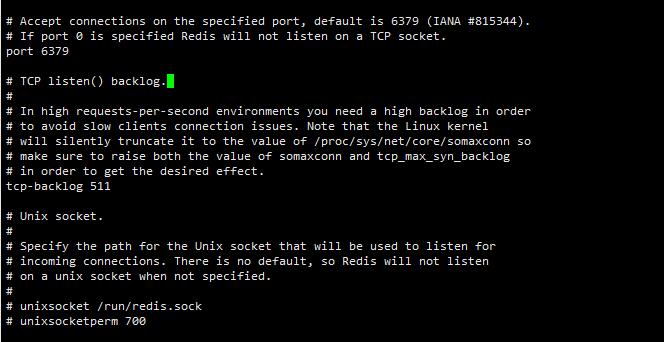 # Accept connections on the specified port, default is 6379 (IANA #815344).
# If port 0 is specified Redis will not listen on a TCP socket.
port 6379
# TCP listen() backlog.
#
# In high requests-per-second environments you need a high backlog in order
# to avoid slow clients connection issues. Note that the Linux kernel
# will silently truncate it to the value of /proc/sys/net/core/somaxconn so
# make sure to raise both the value of somaxconn and tcp_max_syn_backlog
# in order to get the desired effect.
tcp-backlog 511
# Unix socket.
#
# Specify the path for the Unix socket that will be used to listen for
# incoming connections. There is no default, so Redis will not listen
# on a unix socket when not specified.
#
# unixsocket /run/redis.sock
# unixsocketperm 700